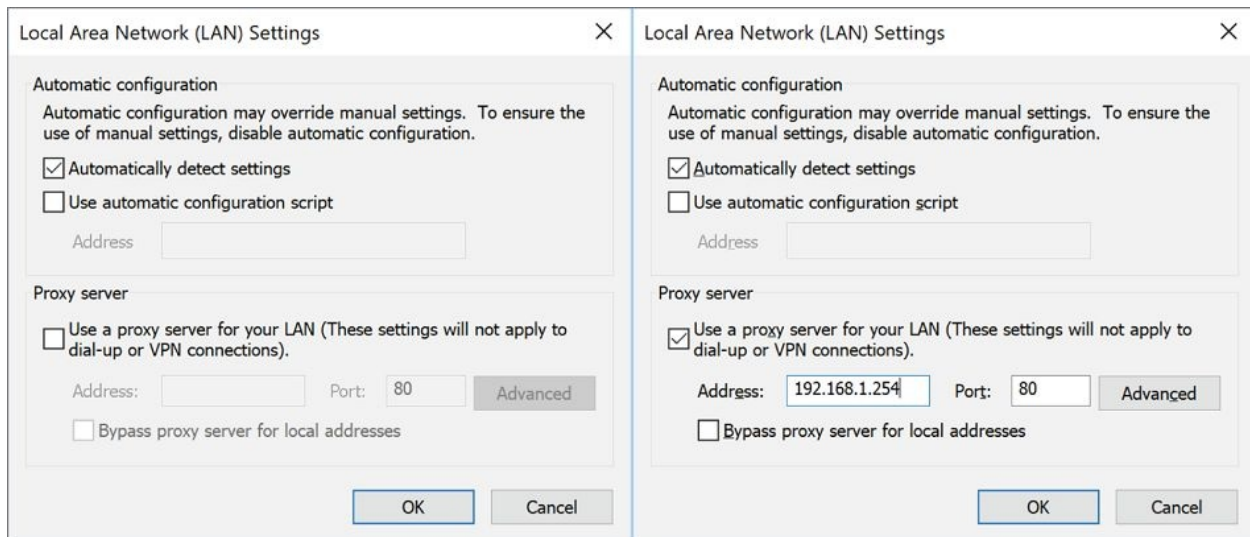 Local Area Network (LAN) Settings
Automatic configuration
Automatic configuration may override manual settings. To ensure the
use of manual settings, disable automatic configuration.
Automatically detect settings
Use automatic configuration script
Address
Proxy server
Use a proxy server for your LAN (These settings will not apply to
dial-up or VPN connections).
Address:
Port: 80
Advanced
Bypass proxy server for local addresses
OK
Cancel
Local Area Network (LAN) Settings
Automatic configuration
Automatic configuration may override manual settings. To ensure the
use of manual settings, disable automatic configuration.
Automatically detect settings
Use automatic configuration script
Address
Proxy server
Use a proxy server for your LAN (These settings will not apply to
dial-up or VPN connections).
Address: 192.168.1.254
Port: 80
Advanced
Bypass proxy server for local addresses
OK
Cancel